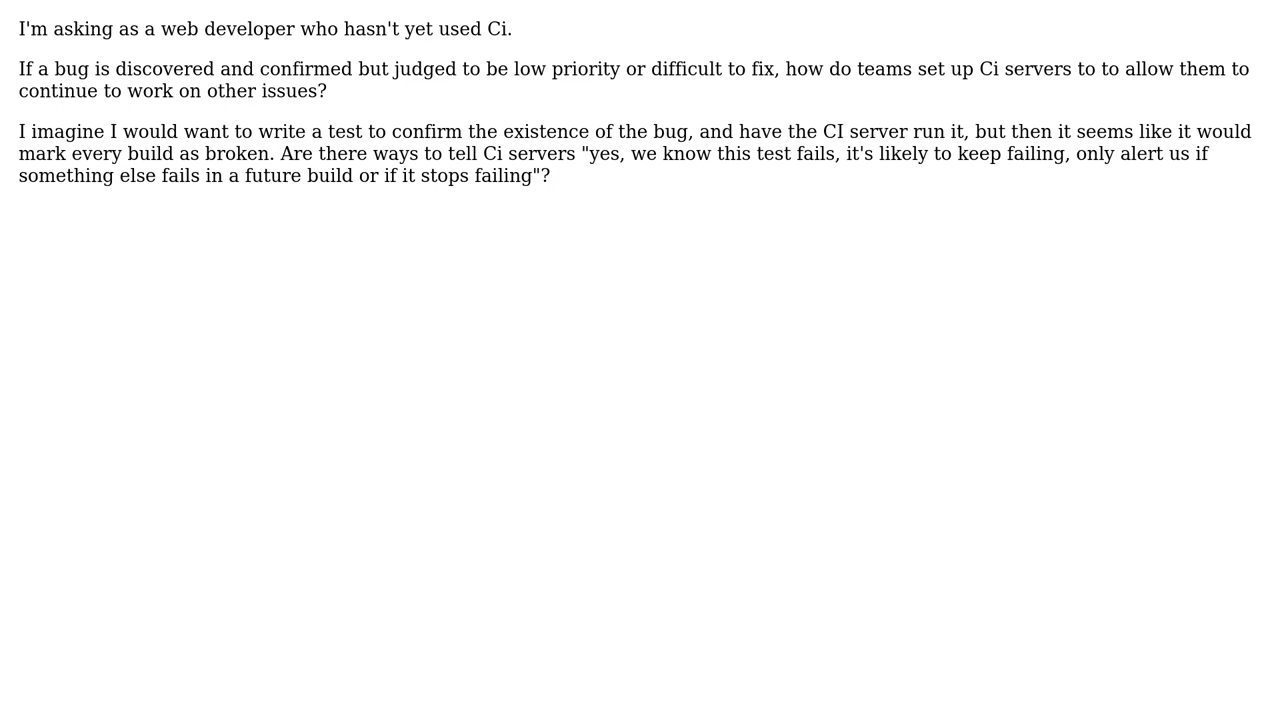 I'm asking as a web developer who hasn't yet used Ci.
If a bug is discovered and confirmed but judged to be low priority or difficult to fix, how do teams set up Ci servers to to allow them to
continue to work on other issues?
I imagine I would want to write a test to confirm the existence of the bug, and have the CI server run it, but then it seems like it would
mark every build as broken. Are there ways to tell Ci servers "yes, we know this test fails, it's likely to keep failing, only alert us if
something else fails in a future build or if it stops failing"?